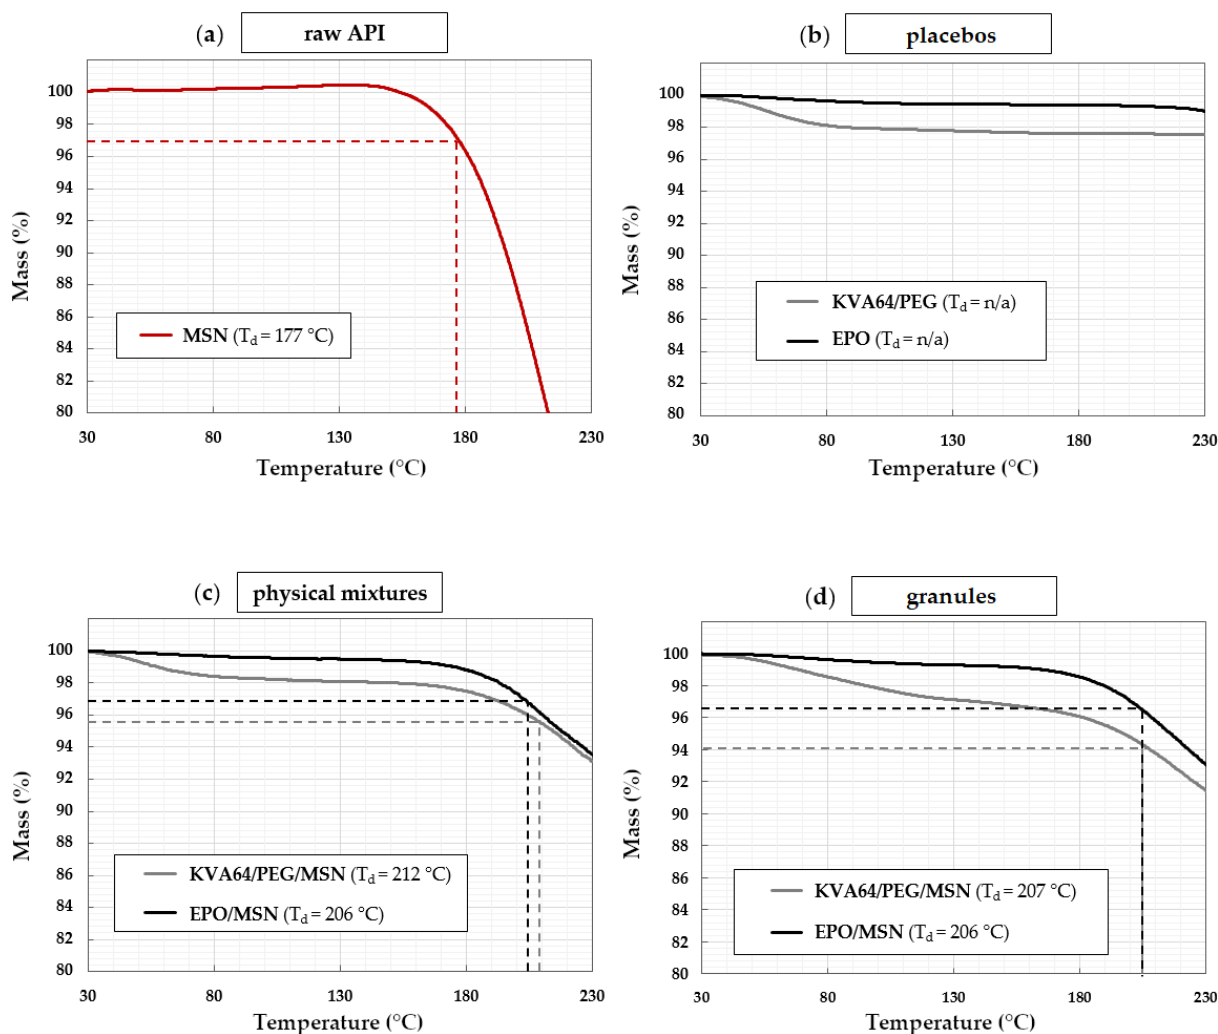 (a) raw API
100
98
96
94
92
90
88
86
84
82
80
Mass (%)
MSN (Td = 177 °C)
30 80 130 180 230
Temperature (°C)
(b) placebos
100
98
96
94
92
90
88
86
84
82
80
Mass (%)
KVA64/PEG (Td = n/a)
EPO (Td = n/a)
30 80 130 180 230
Temperature (°C)
(c) physical mixtures
100
98
96
94
92
90
88
86
84
82
80
Mass (%)
KVA64/PEG/MSN (Td = 212 °C)
EPO/MSN (Td = 206 °C)
30 80 130 180 230
Temperature (°C)
(d) granules
100
98
96
94
92
90
88
86
84
82
80
Mass (%)
KVA64/PEG/MSN (Td = 207 °C)
EPO/MSN (Td = 206 °C)
30 80 130 180 230
Temperature (°C)